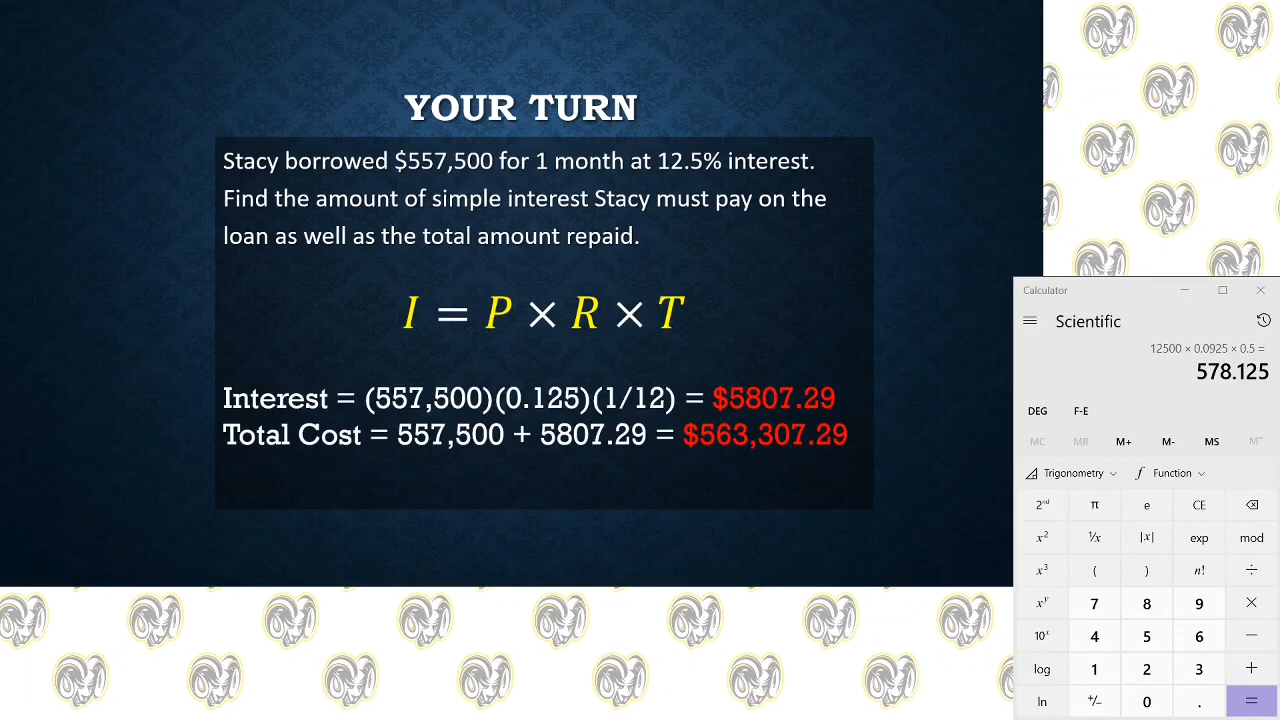 YOUR TURN
Stacy borrowed $557,500 for 1 month at 12.5% interest.
Find the amount of simple interest Stacy must pay on the
loan as well as the total amount repaid.
I = P × R × T
Interest = (557,500)(0.125)(1/12) = $5807.29
Total Cost = 557,500 + 5807.29 = $563,307.29
Calculator
Scientific
12500 × 0.0925 × 0.5 =
578.125
DEG F-E
MC MR M+ M- MS M˅
Trigonometry Function
2ⁿᵈ π e CE
x² ¹/x |x| exp mod
x³ ( ) n! ÷
xʸ 7 8 9 ×
10ˣ 4 5 6 −
log 1 2 3 +
ln +/− 0 . =